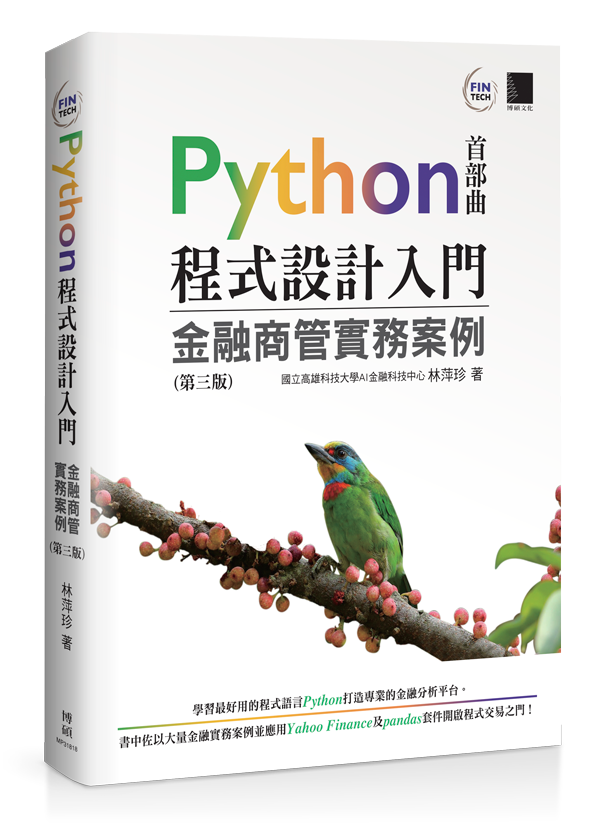 FIN
TECH
Python程式設計入門
金融商管
實務案例
(第三版)
林萍珍 著
博碩
MP31818
FIN
TECH
博碩文化
Python
首部曲
程式設計入門
金融商管實務案例
(第三版)
國立高雄科技大學AI金融科技中心 林萍珍 著
學習最好用的程式語言Python打造專業的金融分析平台。
書中佐以大量金融實務案例並應用Yahoo Finance及pandas套件開啟程式交易之門！